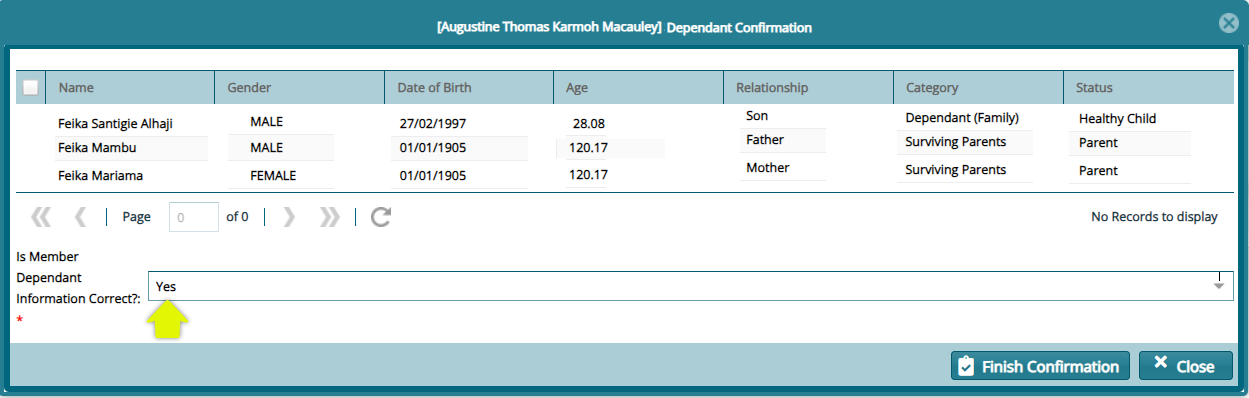 [Augustine Thomas Karmoh Macauley] Dependant Confirmation
Name Gender Date of Birth Age Relationship Category Status
Feika Santigie Alhaji MALE 27/02/1997 28.08 Son Dependant (Family) Healthy Child
Feika Mambu MALE 01/01/1905 120.17 Father Surviving Parents Parent
Feika Mariama FEMALE 01/01/1905 120.17 Mother Surviving Parents Parent
Page 0 of 0 No Records to display
Is Member
Dependant
Information Correct?:
Yes
*
Finish Confirmation Close